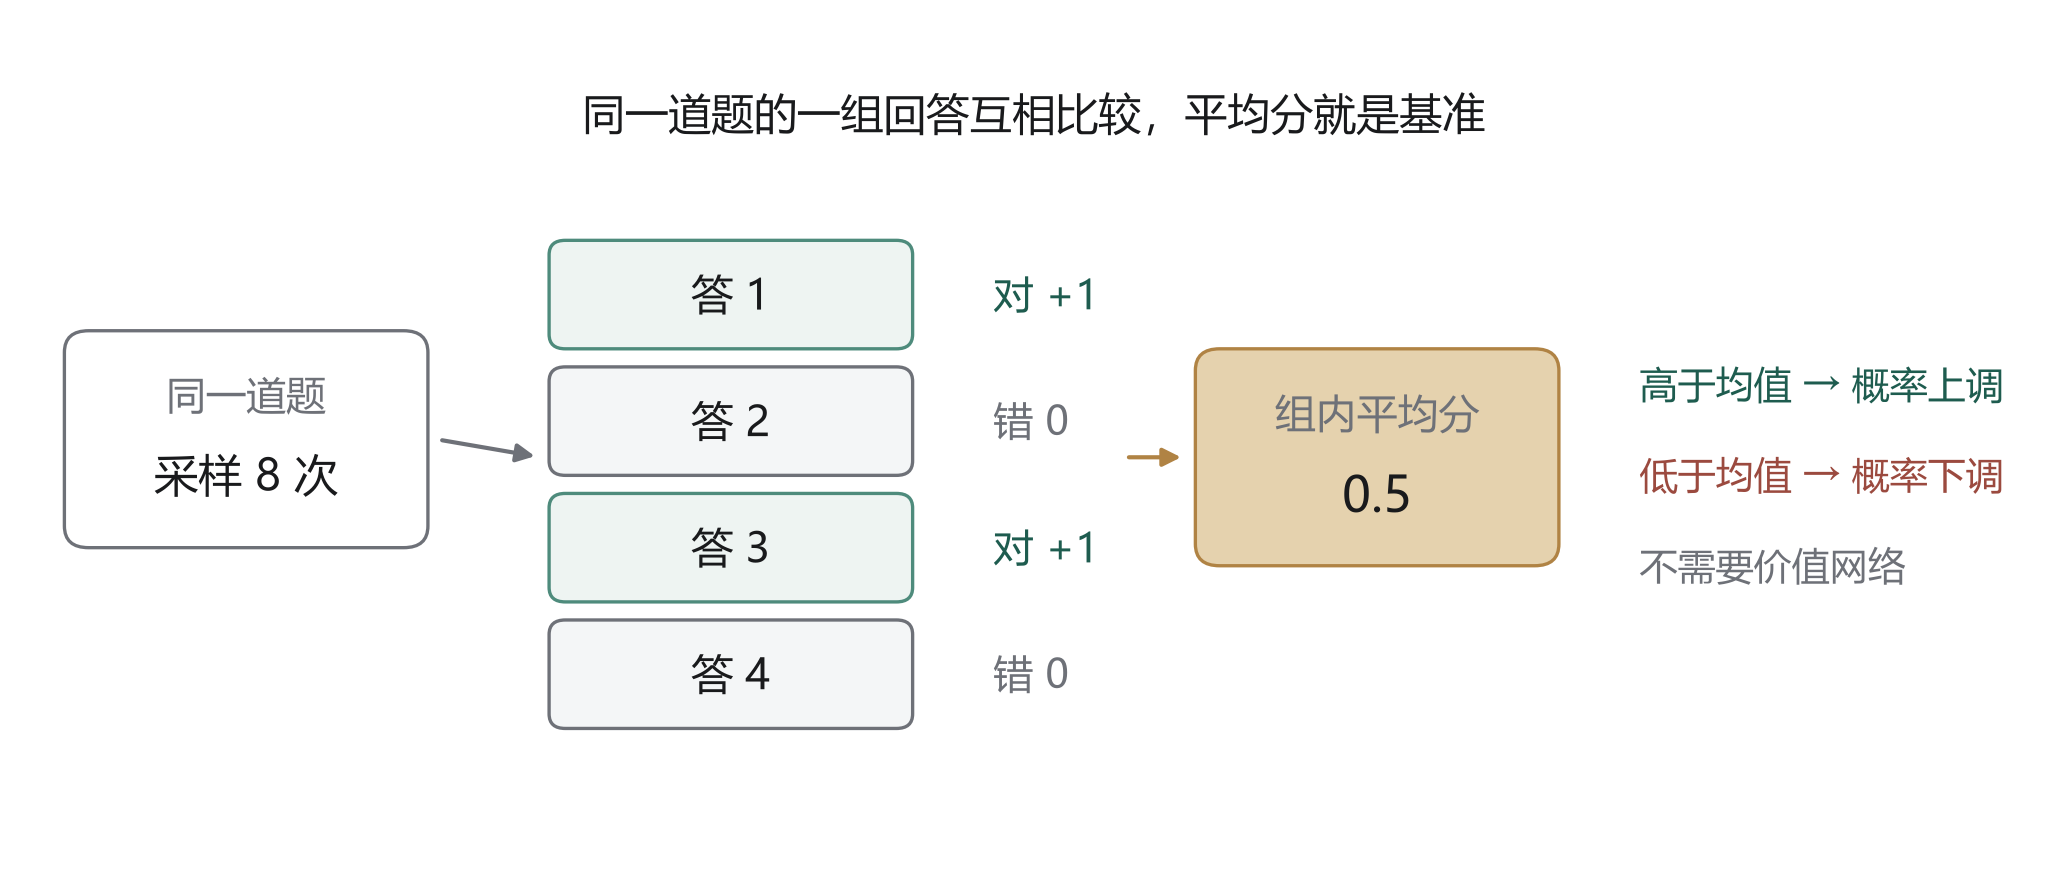 同一道题的一组回答互相比较，平均分就是基准
同一道题
采样 8 次
答 1
对 +1
答 2
错 0
答 3
对 +1
答 4
错 0
组内平均分
0.5
高于均值 → 概率上调
低于均值 → 概率下调
不需要价值网络